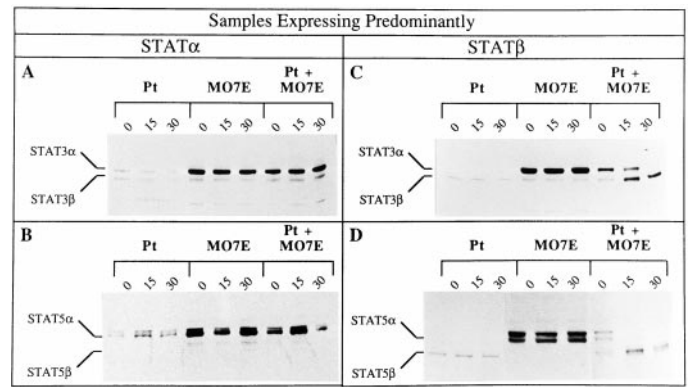 Samples Expressing Predominantly
STATα
STATβ
A
Pt
MO7E
Pt +
MO7E
0 15 30 0 15 30 0 15 30
STAT3α
STAT3β
C
Pt
MO7E
Pt +
MO7E
0 15 30 0 15 30 0 15 30
STAT3α
STAT3β
B
Pt
MO7E
Pt +
MO7E
0 15 30 0 15 30 0 15 30
STAT5α
STAT5β
D
Pt
MO7E
Pt +
MO7E
0 15 30 0 15 30 0 15 30
STAT5α
STAT5β